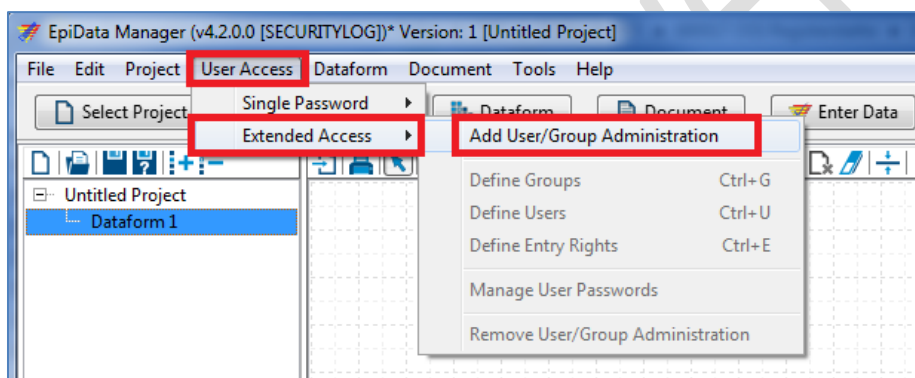 EpiData Manager (v4.2.0.0 [SECURITYLOG])* Version: 1 [Untitled Project]
File Edit Project User Access Dataform Document Tools Help
Select Project Dataform Document Enter Data
Single Password
Extended Access
Add User/Group Administration
Define Groups Ctrl+G
Define Users Ctrl+U
Define Entry Rights Ctrl+E
Manage User Passwords
Remove User/Group Administration
Untitled Project
Dataform 1